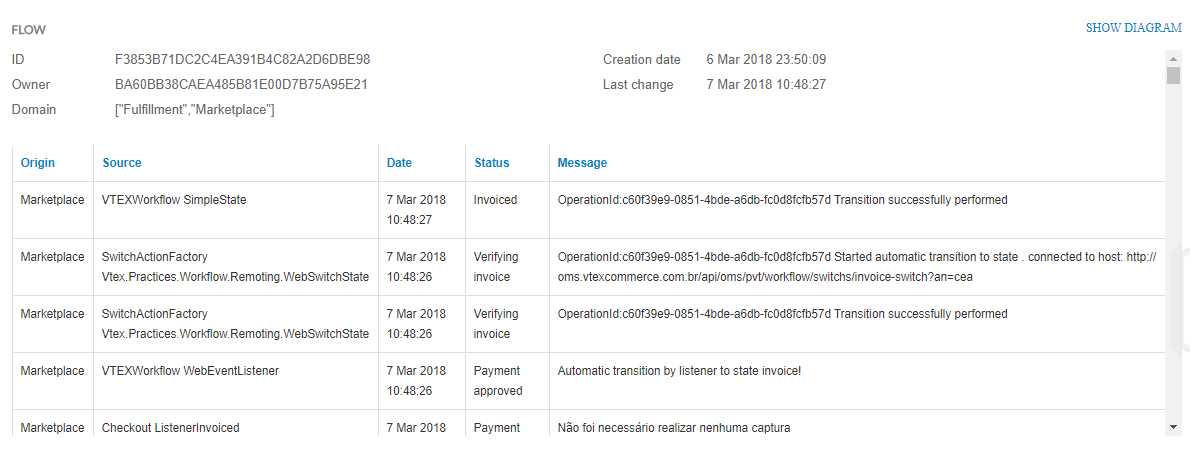 FLOW
SHOW DIAGRAM
ID F3853B71DC2C4EA391B4C82A2D6DBE98 Creation date 6 Mar 2018 23:50:09
Owner BA60BB38CAEA485B81E00D7B75A95E21 Last change 7 Mar 2018 10:48:27
Domain ["Fulfillment","Marketplace"]
Origin Source Date Status Message
Marketplace VTEXWorkflow SimpleState 7 Mar 2018 Invoiced OperationId:c60f39e9-0851-4bde-a6db-fc0d8fcfb57d Transition successfully performed
10:48:27
Marketplace SwitchActionFactory 7 Mar 2018 Verifying OperationId:c60f39e9-0851-4bde-a6db-fc0d8fcfb57d Started automatic transition to state , connected to host: http://
Vtex.Practices.Workflow.Remoting.WebSwitchState 10:48:26 invoice oms.vtexcommerce.com.br/api/oms/pvt/workflow/switchs/invoice-switch?an=cea
Marketplace SwitchActionFactory 7 Mar 2018 Verifying OperationId:c60f39e9-0851-4bde-a6db-fc0d8fcfb57d Transition successfully performed
Vtex.Practices.Workflow.Remoting.WebSwitchState 10:48:26 invoice
Marketplace VTEXWorkflow WebEventListener 7 Mar 2018 Payment Automatic transition by listener to state invoice!
10:48:26 approved
Marketplace Checkout ListenerInvoiced 7 Mar 2018 Payment Não foi necessário realizar nenhuma captura